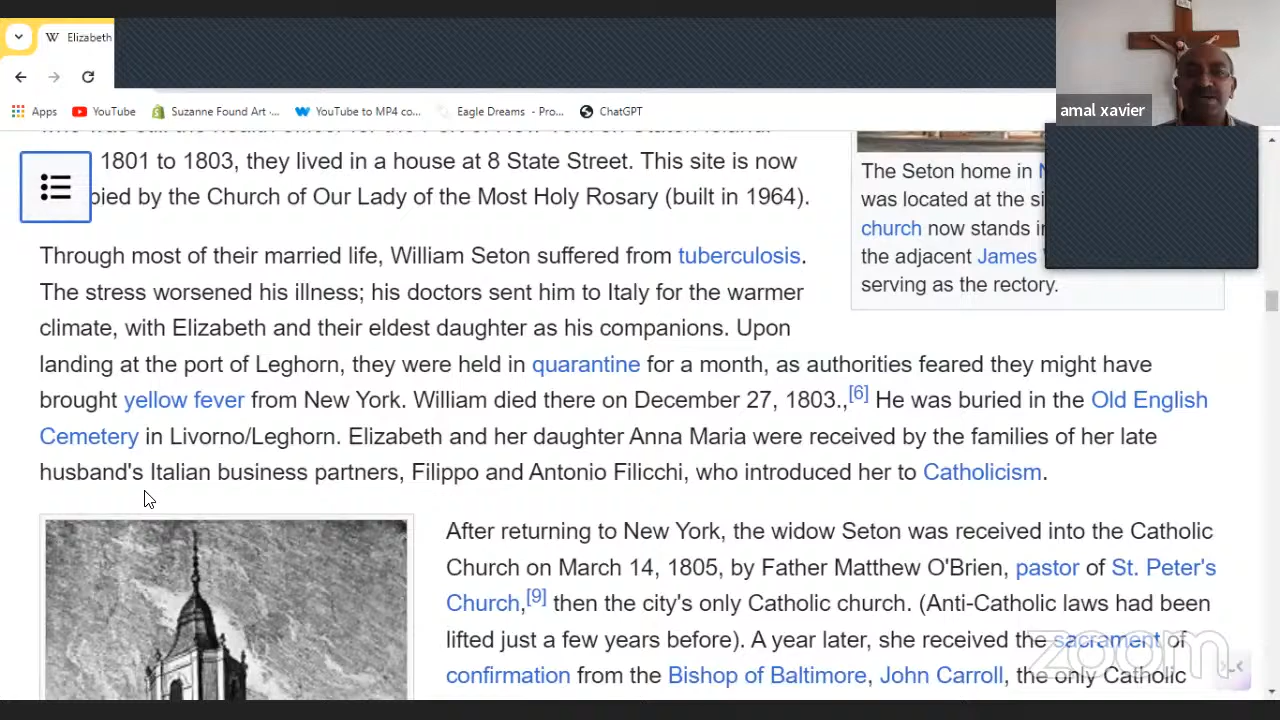 Elizabeth
Apps
YouTube
Suzanne Found Art -...
YouTube to MP4 co...
Eagle Dreams - Pro...
ChatGPT
amal xavier
1801 to 1803, they lived in a house at 8 State Street. This site is now
pied by the Church of Our Lady of the Most Holy Rosary (built in 1964).
The Seton home in N
was located at the si
church now stands in
the adjacent James
serving as the rectory.
Through most of their married life, William Seton suffered from tuberculosis.
The stress worsened his illness; his doctors sent him to Italy for the warmer
climate, with Elizabeth and their eldest daughter as his companions. Upon
landing at the port of Leghorn, they were held in quarantine for a month, as authorities feared they might have
brought yellow fever from New York. William died there on December 27, 1803.,[6] He was buried in the Old English
Cemetery in Livorno/Leghorn. Elizabeth and her daughter Anna Maria were received by the families of her late
husband's Italian business partners, Filippo and Antonio Filicchi, who introduced her to Catholicism.
After returning to New York, the widow Seton was received into the Catholic
Church on March 14, 1805, by Father Matthew O'Brien, pastor of St. Peter's
Church,[9] then the city's only Catholic church. (Anti-Catholic laws had been
lifted just a few years before). A year later, she received the sacrament of
confirmation from the Bishop of Baltimore, John Carroll, the only Catholic
zoom